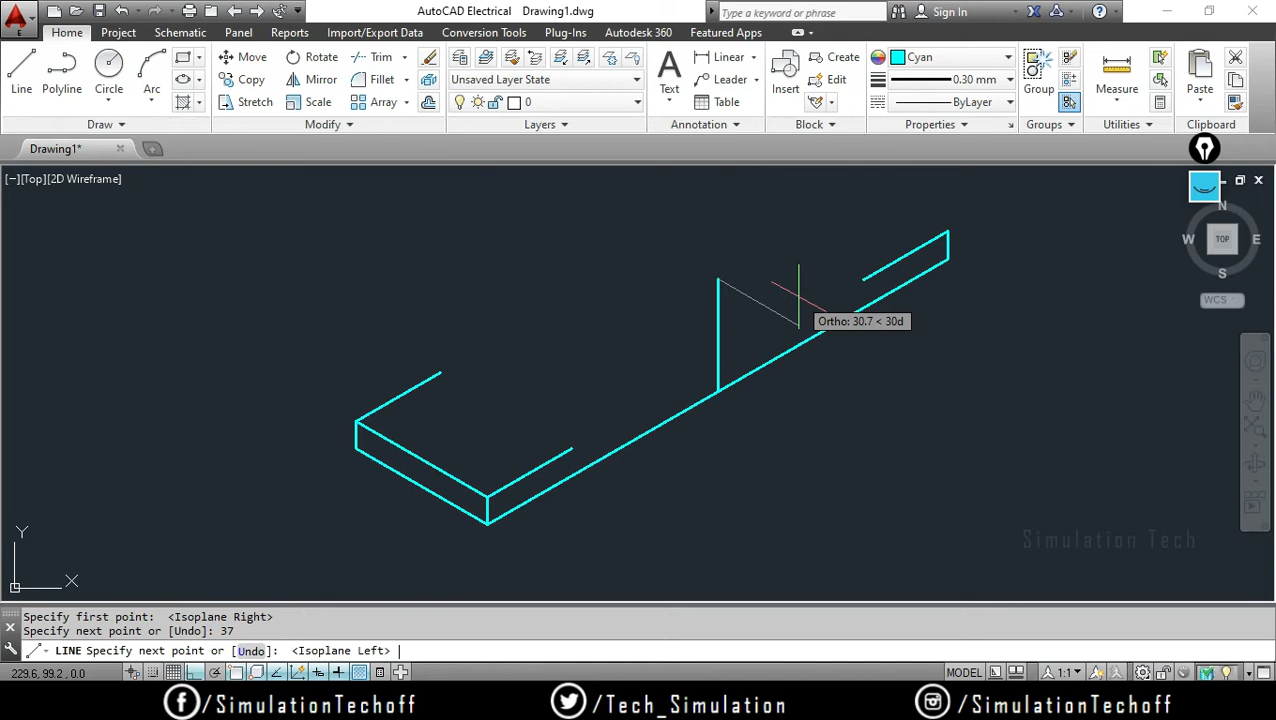 AutoCAD Electrical Drawing1.dwg
Type a keyword or phrase
Sign In
E
Home Project Schematic Panel Reports Import/Export Data Conversion Tools Plug-Ins Autodesk 360 Featured Apps
Line Polyline Circle Arc
Move Rotate Trim
Copy Mirror Fillet
Stretch Scale Array
Unsaved Layer State
0
Text
Linear
Leader
Table
Insert
Create
Edit
Cyan
0.30 mm
ByLayer
Group
Measure
Paste
Draw Modify Layers Annotation Block Properties Groups Utilities Clipboard
Drawing1*
[−][Top][2D Wireframe]
N
W TOP E
S
WCS
Ortho: 30.7 < 30d
Simulation Tech
Y
X
Specify first point: <Isoplane Right>
Specify next point or [Undo]: 37
LINE Specify next point or [Undo]: <Isoplane Left>
229.6, 99.2, 0.0
MODEL
1:1
/SimulationTechoff /Tech_Simulation /SimulationTechoff